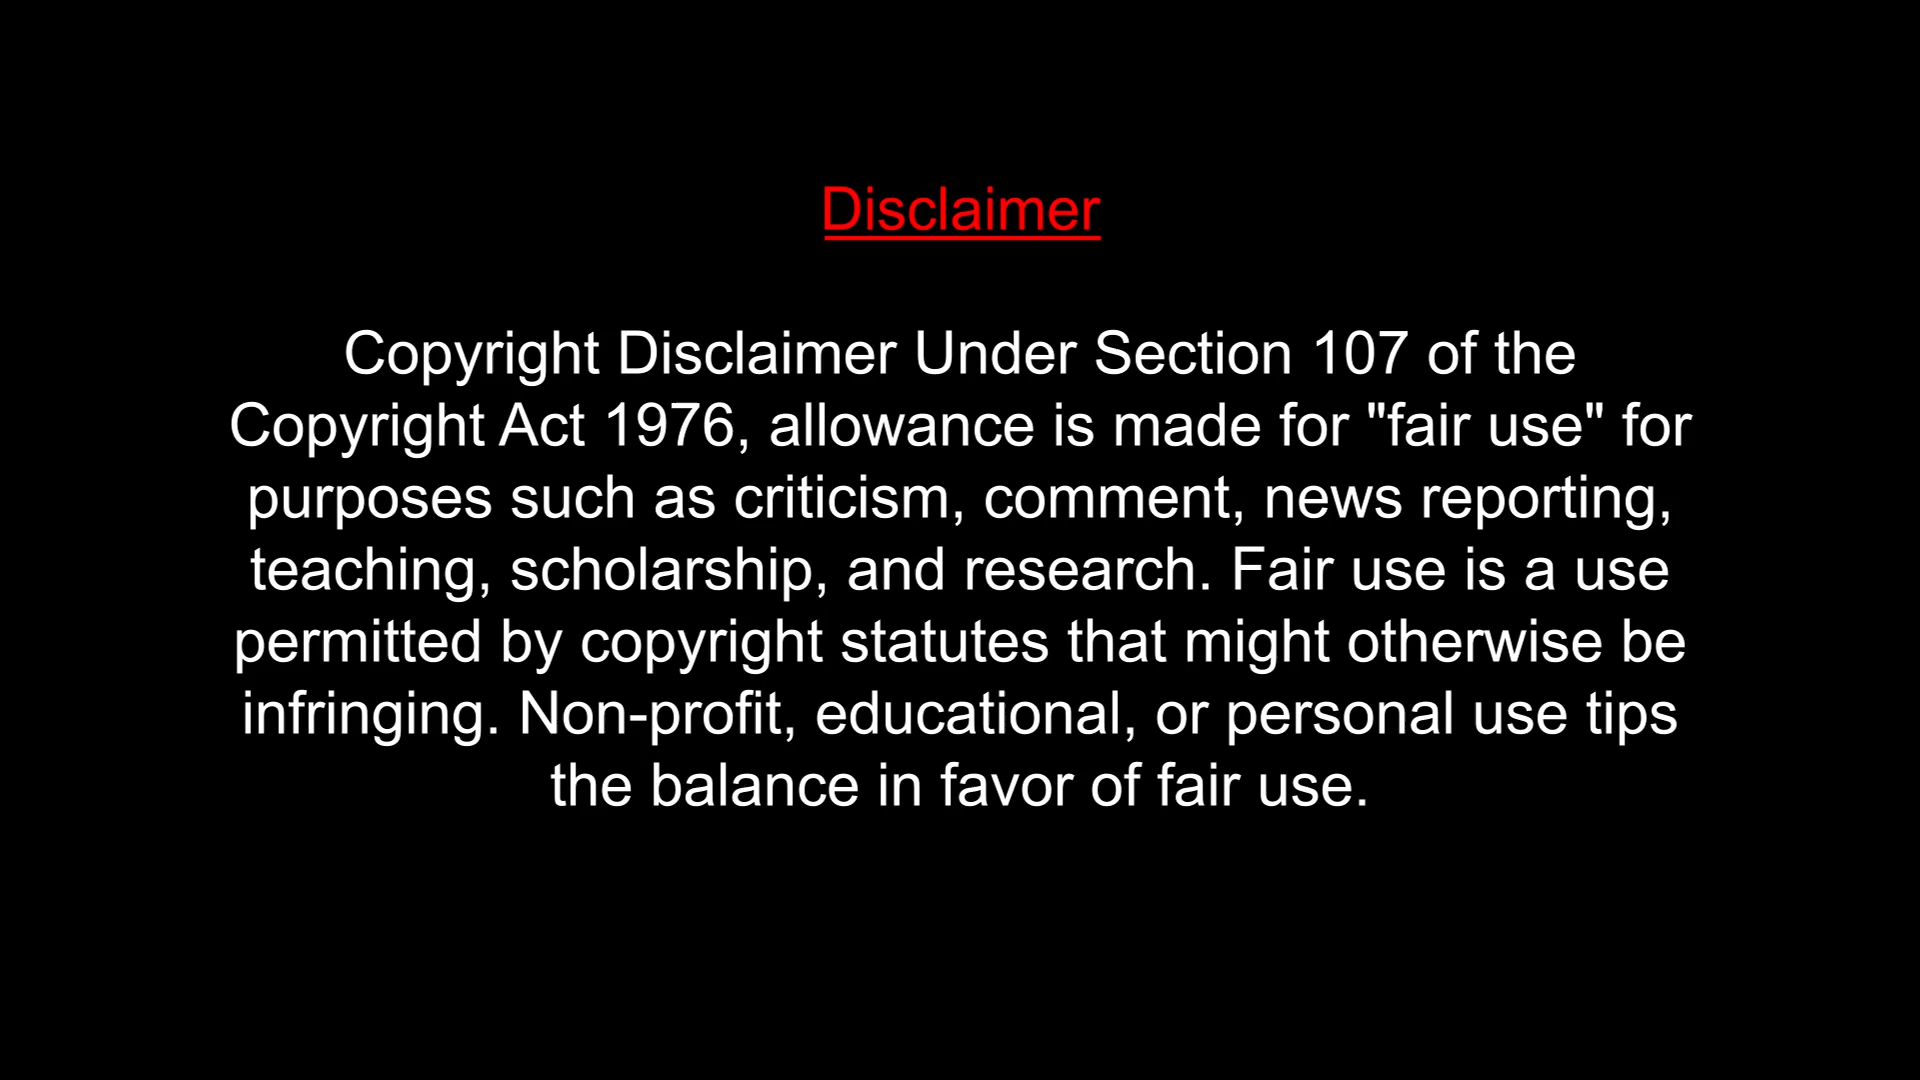 Disclaimer
Copyright Disclaimer Under Section 107 of the
Copyright Act 1976, allowance is made for "fair use" for
purposes such as criticism, comment, news reporting,
teaching, scholarship, and research. Fair use is a use
permitted by copyright statutes that might otherwise be
infringing. Non-profit, educational, or personal use tips
the balance in favor of fair use.